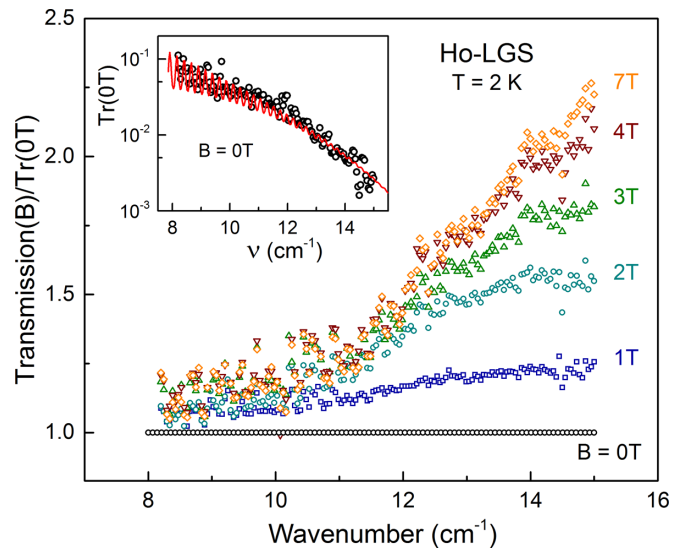 2.5
2.0
1.5
1.0
Transmission(B)/Tr(0T)
8
10
12
14
16
Wavenumber (cm⁻¹)
Ho-LGS
T = 2 K
7T
4T
3T
2T
1T
B = 0T
10⁻¹
10⁻²
10⁻³
Tr(0T)
B = 0T
8
10
12
14
ν (cm⁻¹)